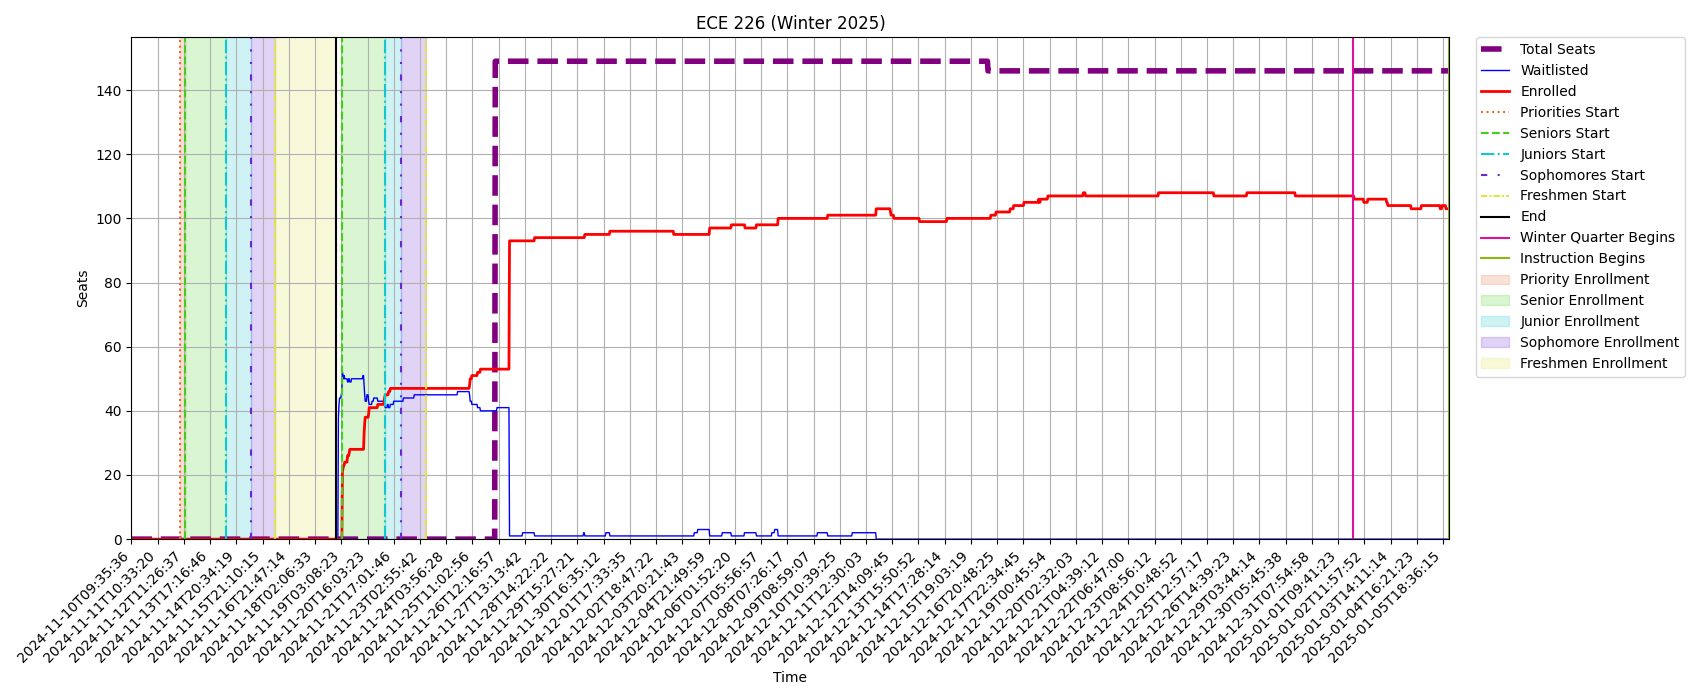 ECE 226 (Winter 2025)
Seats
140
120
100
80
60
40
20
0
2024-11-10T09:35:36
2024-11-11T10:33:20
2024-11-12T11:26:37
2024-11-13T17:16:46
2024-11-14T20:34:19
2024-11-15T21:10:15
2024-11-16T21:47:14
2024-11-18T02:06:33
2024-11-19T03:08:23
2024-11-20T16:03:23
2024-11-21T17:01:46
2024-11-23T02:55:42
2024-11-24T03:56:28
2024-11-25T11:02:56
2024-11-26T12:16:57
2024-11-27T13:13:42
2024-11-28T14:22:22
2024-11-29T15:27:21
2024-11-30T16:35:12
2024-12-01T17:33:35
2024-12-02T18:47:22
2024-12-03T20:21:43
2024-12-04T21:49:59
2024-12-06T01:52:20
2024-12-07T05:56:57
2024-12-08T07:26:17
2024-12-09T08:59:07
2024-12-10T10:39:25
2024-12-11T12:30:03
2024-12-12T14:09:45
2024-12-13T15:50:52
2024-12-14T17:28:14
2024-12-15T19:03:19
2024-12-16T20:48:25
2024-12-17T22:34:45
2024-12-19T00:45:54
2024-12-20T02:32:03
2024-12-21T04:39:12
2024-12-22T06:47:00
2024-12-23T08:56:12
2024-12-24T10:48:52
2024-12-25T12:57:17
2024-12-26T14:39:23
2024-12-29T03:44:14
2024-12-30T05:45:38
2024-12-31T07:54:58
2025-01-01T09:41:23
2025-01-02T11:57:52
2025-01-03T14:11:14
2025-01-04T16:21:23
2025-01-05T18:36:15
Time
Total Seats
Waitlisted
Enrolled
Priorities Start
Seniors Start
Juniors Start
Sophomores Start
Freshmen Start
End
Winter Quarter Begins
Instruction Begins
Priority Enrollment
Senior Enrollment
Junior Enrollment
Sophomore Enrollment
Freshmen Enrollment